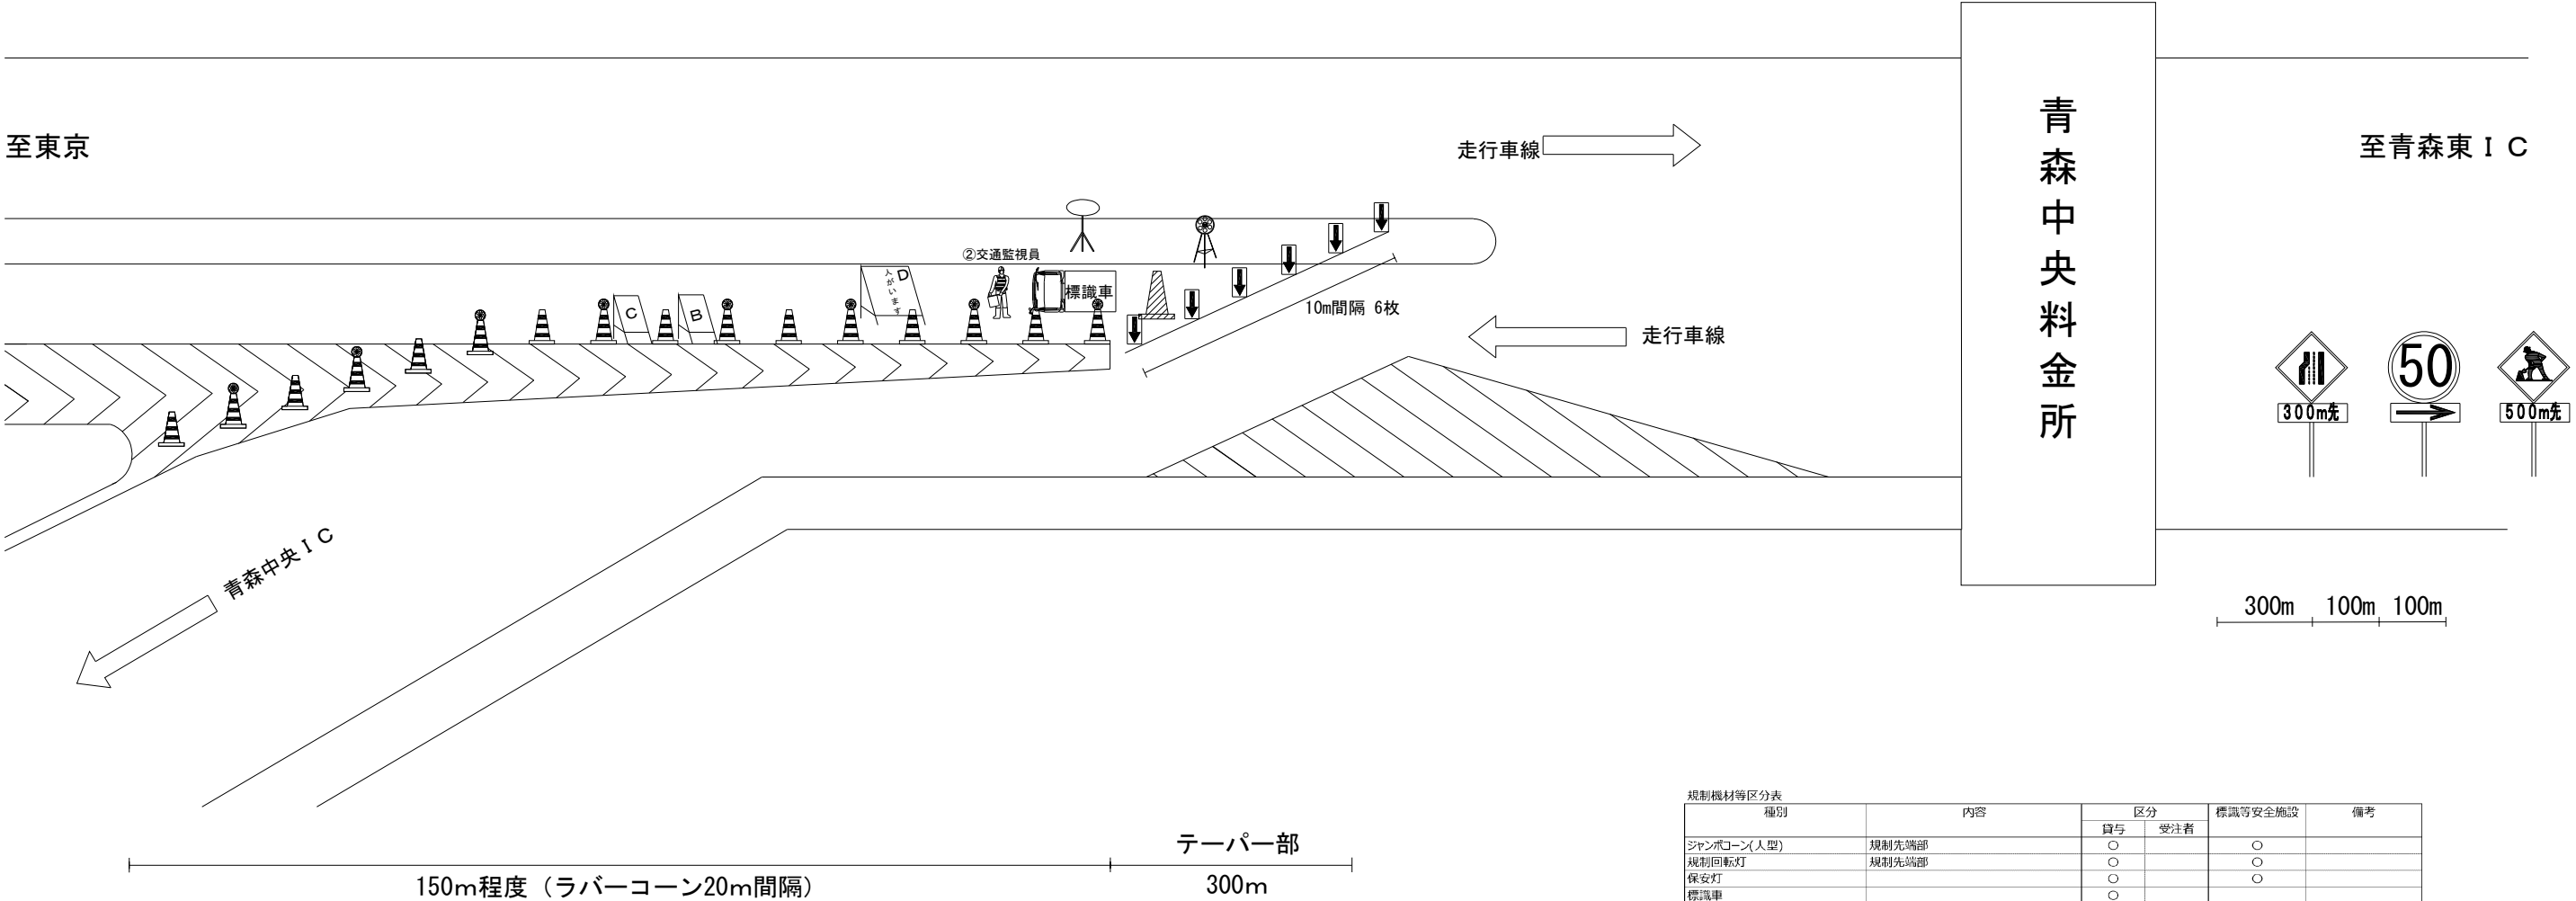 至東京
走行車線
青森中央料金所
至青森東ＩＣ
②交通監視員
標識車
D
人がいます
C
B
10m間隔 6枚
走行車線
300m先
50
500m先
青森中央ＩＣ
300m 100m 100m
テーパー部
150m程度（ラバーコーン20m間隔）
300m
規制機材等区分表
種別 内容 区分 標識等安全施設 備考
貸与 受注者
ジャンボコーン(人型) 規制先端部 ○ ○
規制回転灯 規制先端部 ○ ○
保安灯 ○ ○
標識車 ○